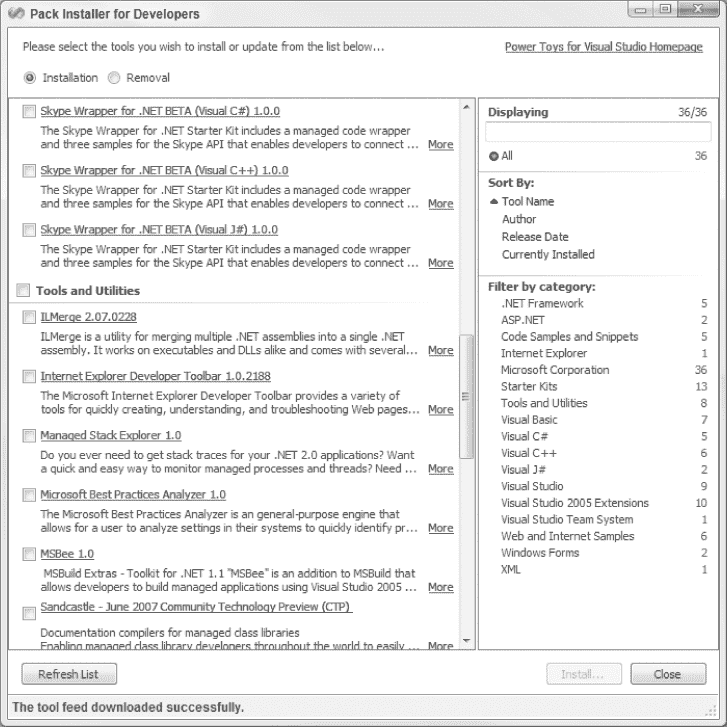 Pack Installer for Developers
Please select the tools you wish to install or update from the list below...
Power Toys for Visual Studio Homepage
Installation
Removal
Skype Wrapper for .NET BETA (Visual C#) 1.0.0
The Skype Wrapper for .NET Starter Kit includes a managed code wrapper
and three samples for the Skype API that enables developers to connect ... More
Skype Wrapper for .NET BETA (Visual C++) 1.0.0
The Skype Wrapper for .NET Starter Kit includes a managed code wrapper
and three samples for the Skype API that enables developers to connect ... More
Skype Wrapper for .NET BETA (Visual J#) 1.0.0
The Skype Wrapper for .NET Starter Kit includes a managed code wrapper
and three samples for the Skype API that enables developers to connect ... More
Tools and Utilities
ILMerge 2.07.0228
ILMerge is a utility for merging multiple .NET assemblies into a single .NET
assembly. It works on executables and DLLs alike and comes with several... More
Internet Explorer Developer Toolbar 1.0.2188
The Microsoft Internet Explorer Developer Toolbar provides a variety of
tools for quickly creating, understanding, and troubleshooting Web pages... More
Managed Stack Explorer 1.0
Do you ever need to get stack traces for your .NET 2.0 applications? Want
a quick and easy way to monitor managed processes and threads? Need ... More
Microsoft Best Practices Analyzer 1.0
The Microsoft Best Practices Analyzer is an general-purpose engine that
allows for a user to analyze settings in their systems to quickly identify pr... More
MSBee 1.0
MSBuild Extras - Toolkit for .NET 1.1 "MSBee" is an addition to MSBuild that
allows developers to build managed applications using Visual Studio 2005 ... More
Sandcastle - June 2007 Community Technology Preview (CTP)
Documentation compilers for managed class libraries
Enabling managed class library developers throughout the world to easily ... More
Displaying 36/36
All 36
Sort By:
Tool Name
Author
Release Date
Currently Installed
Filter by category:
.NET Framework 5
ASP.NET 2
Code Samples and Snippets 5
Internet Explorer 1
Microsoft Corporation 36
Starter Kits 13
Tools and Utilities 8
Visual Basic 7
Visual C# 5
Visual C++ 6
Visual J# 2
Visual Studio 9
Visual Studio 2005 Extensions 10
Visual Studio Team System 1
Web and Internet Samples 6
Windows Forms 2
XML 1
Refresh List
Install...
Close
The tool feed downloaded successfully.